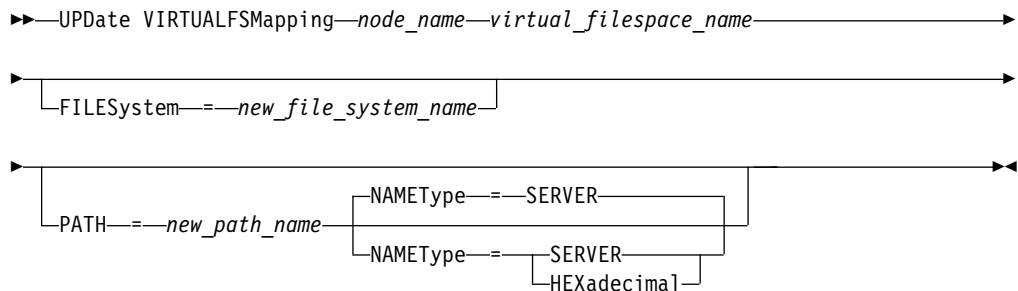 UPDate VIRTUALFSMapping node_name virtual_filespace_name
FILESystem = new_file_system_name
NAMEType = SERVER
PATH = new_path_name
NAMEType = SERVER
HEXadecimal